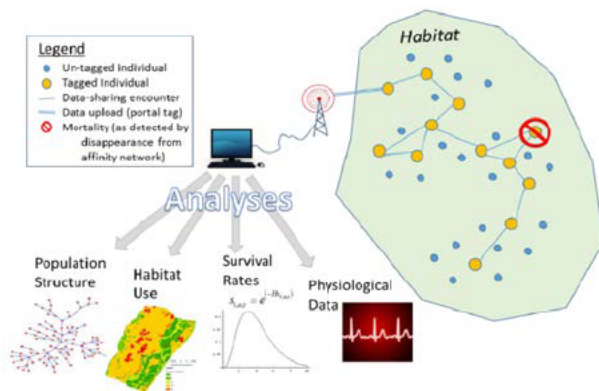 Legend
Un-tagged Individual
Tagged Individual
Data-sharing encounter
Data upload (portal tag)
Mortality (as detected by
disappearance from
affinity network)
Habitat
Analyses
Population
Structure
Habitat
Use
Survival
Rates
Physiological
Data